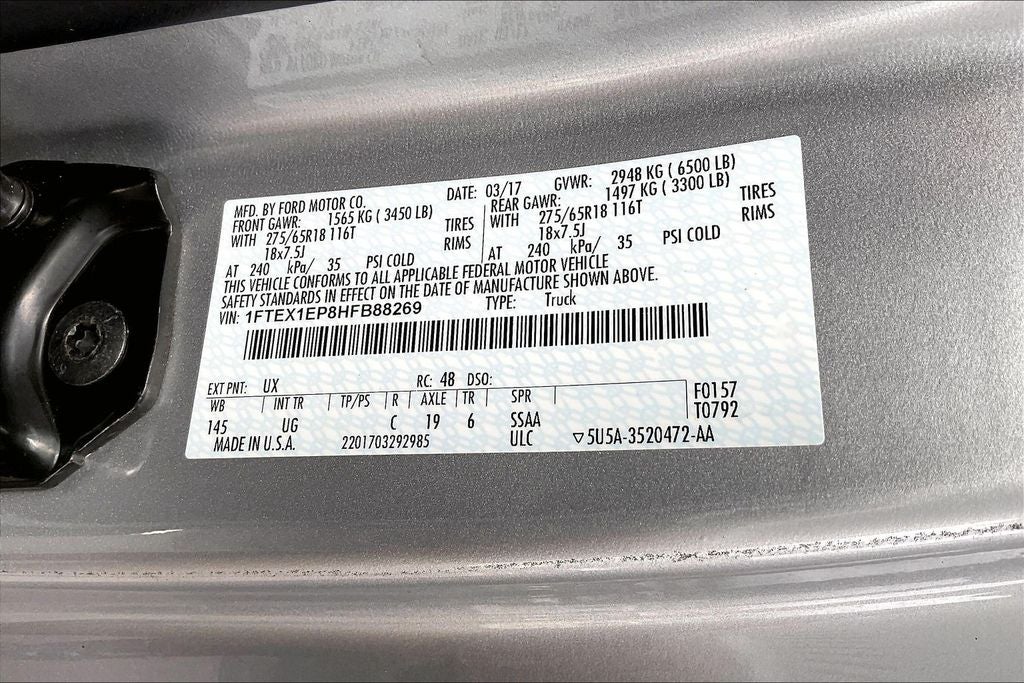 MFD. BY FORD MOTOR CO. DATE: 03/17 GVWR: 2948 KG ( 6500 LB)
FRONT GAWR: 1565 KG ( 3450 LB) REAR GAWR: 1497 KG ( 3300 LB)
WITH 275/65R18 116T TIRES WITH 275/65R18 116T TIRES
18x7.5J RIMS 18x7.5J RIMS
AT 240 kPa/ 35 PSI COLD AT 240 kPa/ 35 PSI COLD
THIS VEHICLE CONFORMS TO ALL APPLICABLE FEDERAL MOTOR VEHICLE
SAFETY STANDARDS IN EFFECT ON THE DATE OF MANUFACTURE SHOWN ABOVE.
VIN: 1FTEX1EP8HFB88269 TYPE: Truck
EXT PNT: UX RC: 48 DSO:
WB INT TR TP/PS R AXLE TR SPR F0157
145 UG C 19 6 SSAA T0792
MADE IN U.S.A. 2201703292985 ULC ▽5U5A-3520472-AA